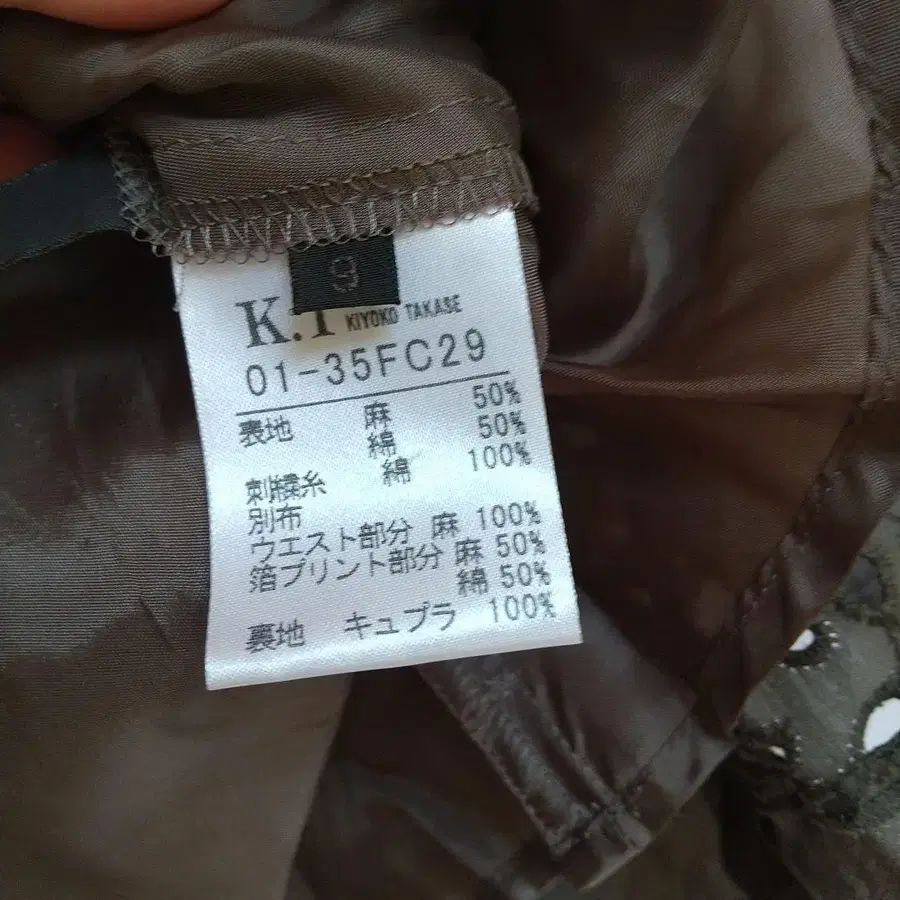 9
K.T KIYOKO TAKASE
01-35FC29
表地 麻 50%
綿 50%
刺繍糸 綿 100%
別布
ウエスト部分 麻 100%
箔プリント部分 麻 50%
綿 50%
裏地 キュプラ 100%